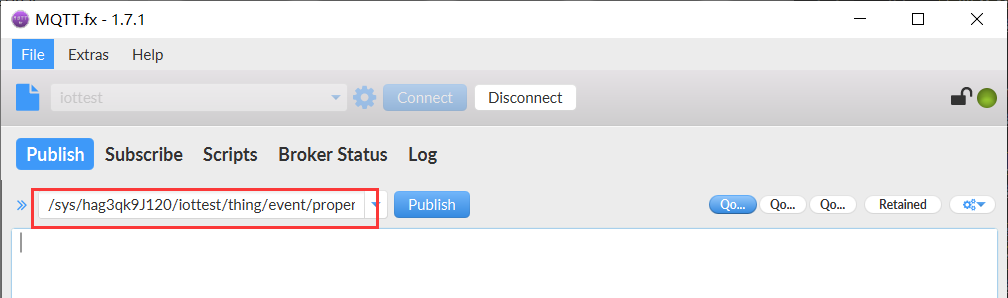 MQTT.fx - 1.7.1
File Extras Help
iottest Connect Disconnect
Publish Subscribe Scripts Broker Status Log
/sys/hag3qk9J120/iottest/thing/event/proper Publish Qo... Qo... Qo... Retained